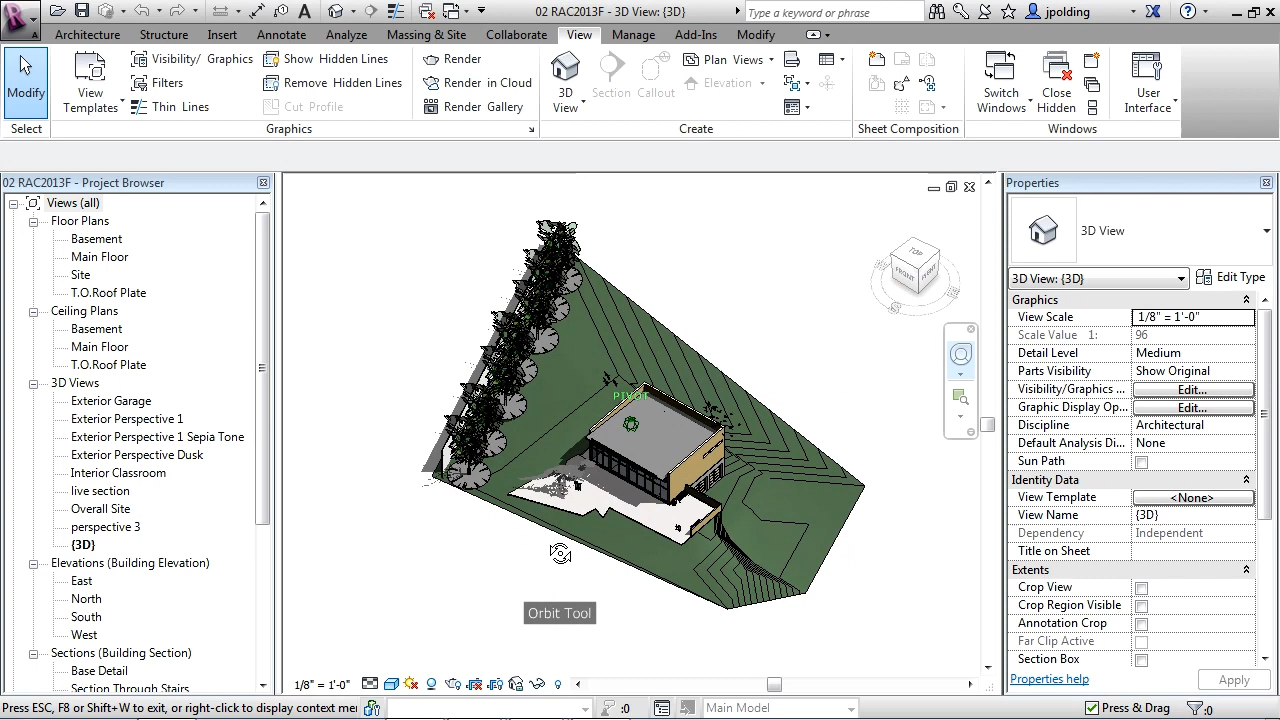 02 RAC2013F - 3D View: {3D}
Type a keyword or phrase
jpolding
Architecture
Structure
Insert
Annotate
Analyze
Massing & Site
Collaborate
View
Manage
Add-Ins
Modify
Modify
Select
View
Templates
Visibility/ Graphics
Filters
Thin Lines
Show Hidden Lines
Remove Hidden Lines
Cut Profile
Graphics
Render
Render in Cloud
Render Gallery
3D
View
Section
Callout
Plan Views
Elevation
Create
Sheet Composition
Switch
Windows
Close
Hidden
Windows
User
Interface
02 RAC2013F - Project Browser
Views (all)
Floor Plans
Basement
Main Floor
Site
T.O.Roof Plate
Ceiling Plans
Basement
Main Floor
T.O.Roof Plate
3D Views
Exterior Garage
Exterior Perspective 1
Exterior Perspective 1 Sepia Tone
Exterior Perspective Dusk
Interior Classroom
live section
Overall Site
perspective 3
{3D}
Elevations (Building Elevation)
East
North
South
West
Sections (Building Section)
Base Detail
Section Through Stairs
TOP
FRONT
PIVOT
Orbit Tool
1/8" = 1'-0"
Properties
3D View
3D View: {3D}
Edit Type
Graphics
View Scale
1/8" = 1'-0"
Scale Value 1:
96
Detail Level
Medium
Parts Visibility
Show Original
Visibility/Graphics ...
Edit...
Graphic Display Op...
Edit...
Discipline
Architectural
Default Analysis Di...
None
Sun Path
Identity Data
View Template
<None>
View Name
{3D}
Dependency
Independent
Title on Sheet
Extents
Crop View
Crop Region Visible
Annotation Crop
Far Clip Active
Section Box
Properties help
Apply
Press ESC, F8 or Shift+W to exit, or right-click to display context mer
:0
Main Model
Press & Drag
:0